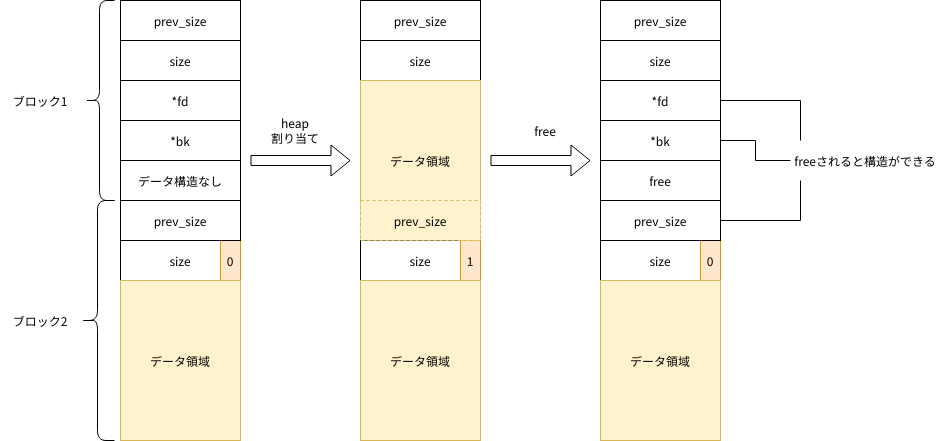 ブロック1
ブロック2
prev_size
size
*fd
*bk
データ構造なし
prev_size
size
0
データ領域
heap
割り当て
prev_size
size
データ領域
prev_size
size
1
データ領域
free
prev_size
size
*fd
*bk
free
prev_size
size
0
データ領域
freeされると構造ができる